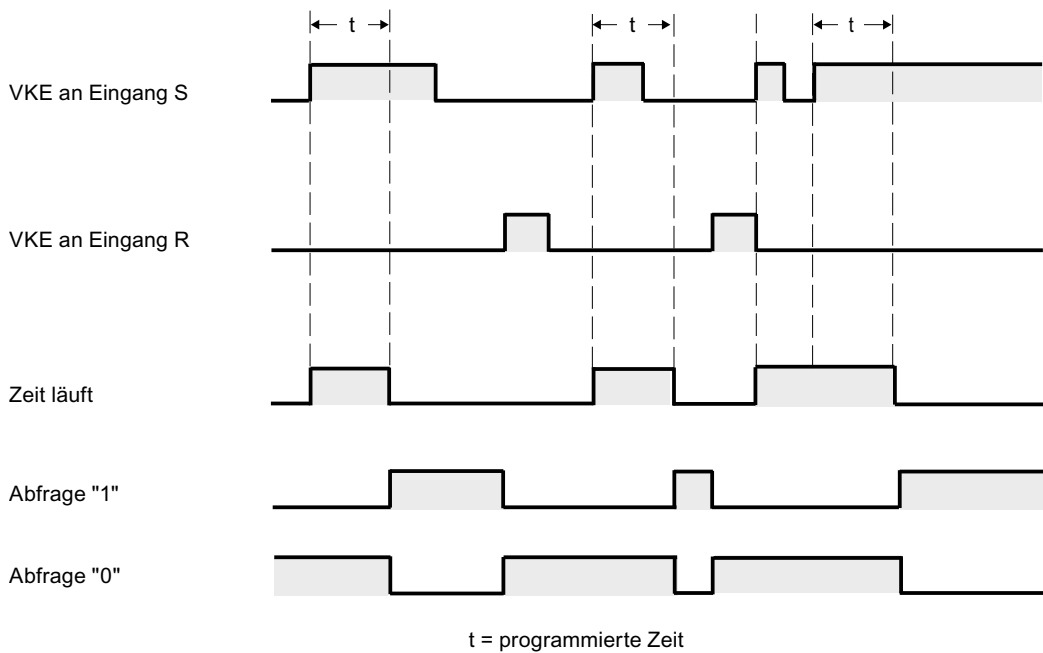 t t t
VKE an Eingang S
VKE an Eingang R
Zeit läuft
Abfrage "1"
Abfrage "0"
t = programmierte Zeit